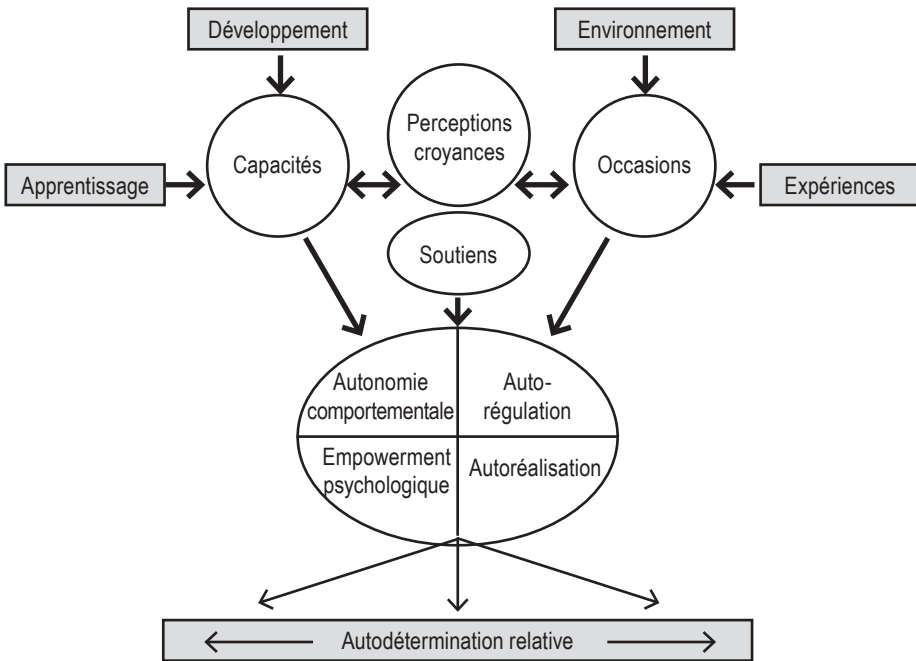 Développement
Environnement
Perceptions
croyances
Capacités
Occasions
Apprentissage
Expériences
Soutiens
Autonomie
comportementale
Auto-
régulation
Empowerment
psychologique
Autoréalisation
Autodétermination relative